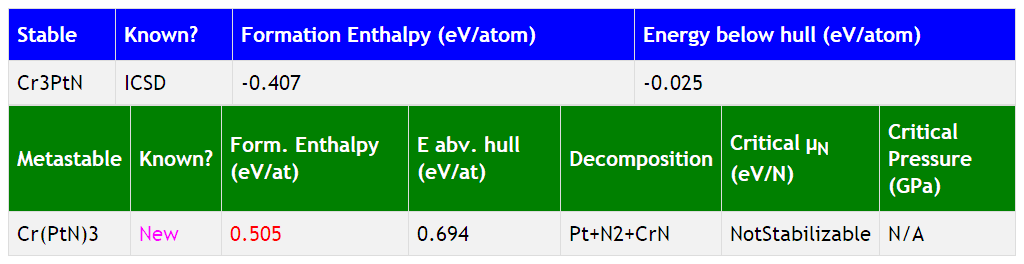 Stable Known? Formation Enthalpy (eV/atom) Energy below hull (eV/atom)
Cr3PtN ICSD -0.407 -0.025
Metastable Known? Form. Enthalpy (eV/at) E abv. hull (eV/at) Decomposition Critical μN (eV/N) Critical Pressure (GPa)
Cr(PtN)3 New 0.505 0.694 Pt+N2+CrN NotStabilizable N/A